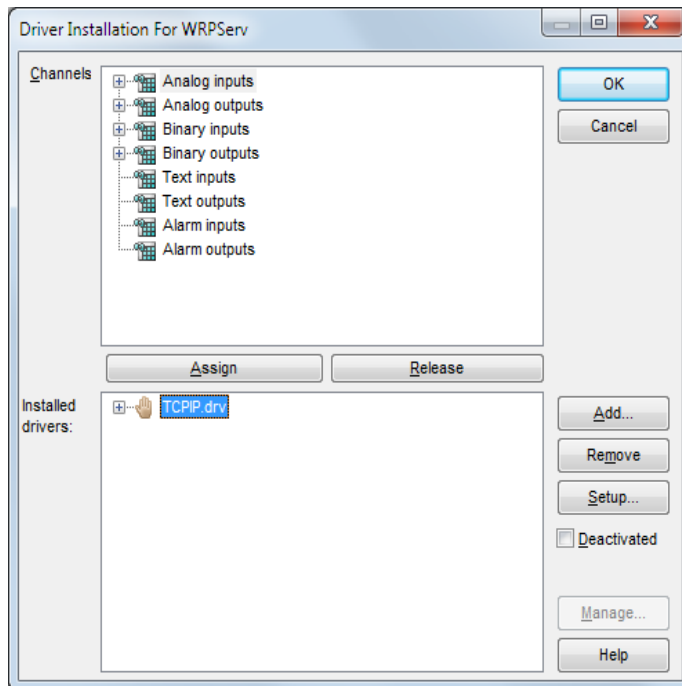 Driver Installation For WRPServ
Channels
Analog inputs
Analog outputs
Binary inputs
Binary outputs
Text inputs
Text outputs
Alarm inputs
Alarm outputs
OK
Cancel
Assign
Release
Installed
drivers:
TCPIP.drv
Add...
Remove
Setup...
Deactivated
Manage...
Help